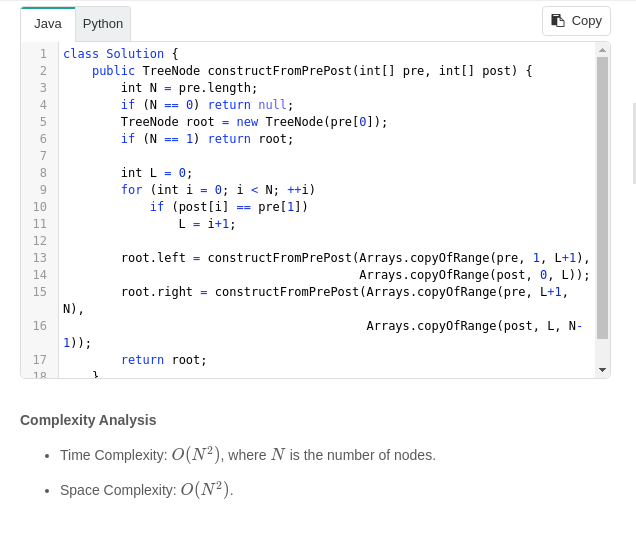 Java Python Copy
1 class Solution {
2 public TreeNode constructFromPrePost(int[] pre, int[] post) {
3 int N = pre.length;
4 if (N == 0) return null;
5 TreeNode root = new TreeNode(pre[0]);
6 if (N == 1) return root;
7
8 int L = 0;
9 for (int i = 0; i < N; ++i)
10 if (post[i] == pre[1])
11 L = i+1;
12
13 root.left = constructFromPrePost(Arrays.copyOfRange(pre, 1, L+1),
14 Arrays.copyOfRange(post, 0, L));
15 root.right = constructFromPrePost(Arrays.copyOfRange(pre, L+1,
N),
16 Arrays.copyOfRange(post, L, N-
1));
17 return root;
18 }
Complexity Analysis
• Time Complexity: O(N²), where N is the number of nodes.
• Space Complexity: O(N²).